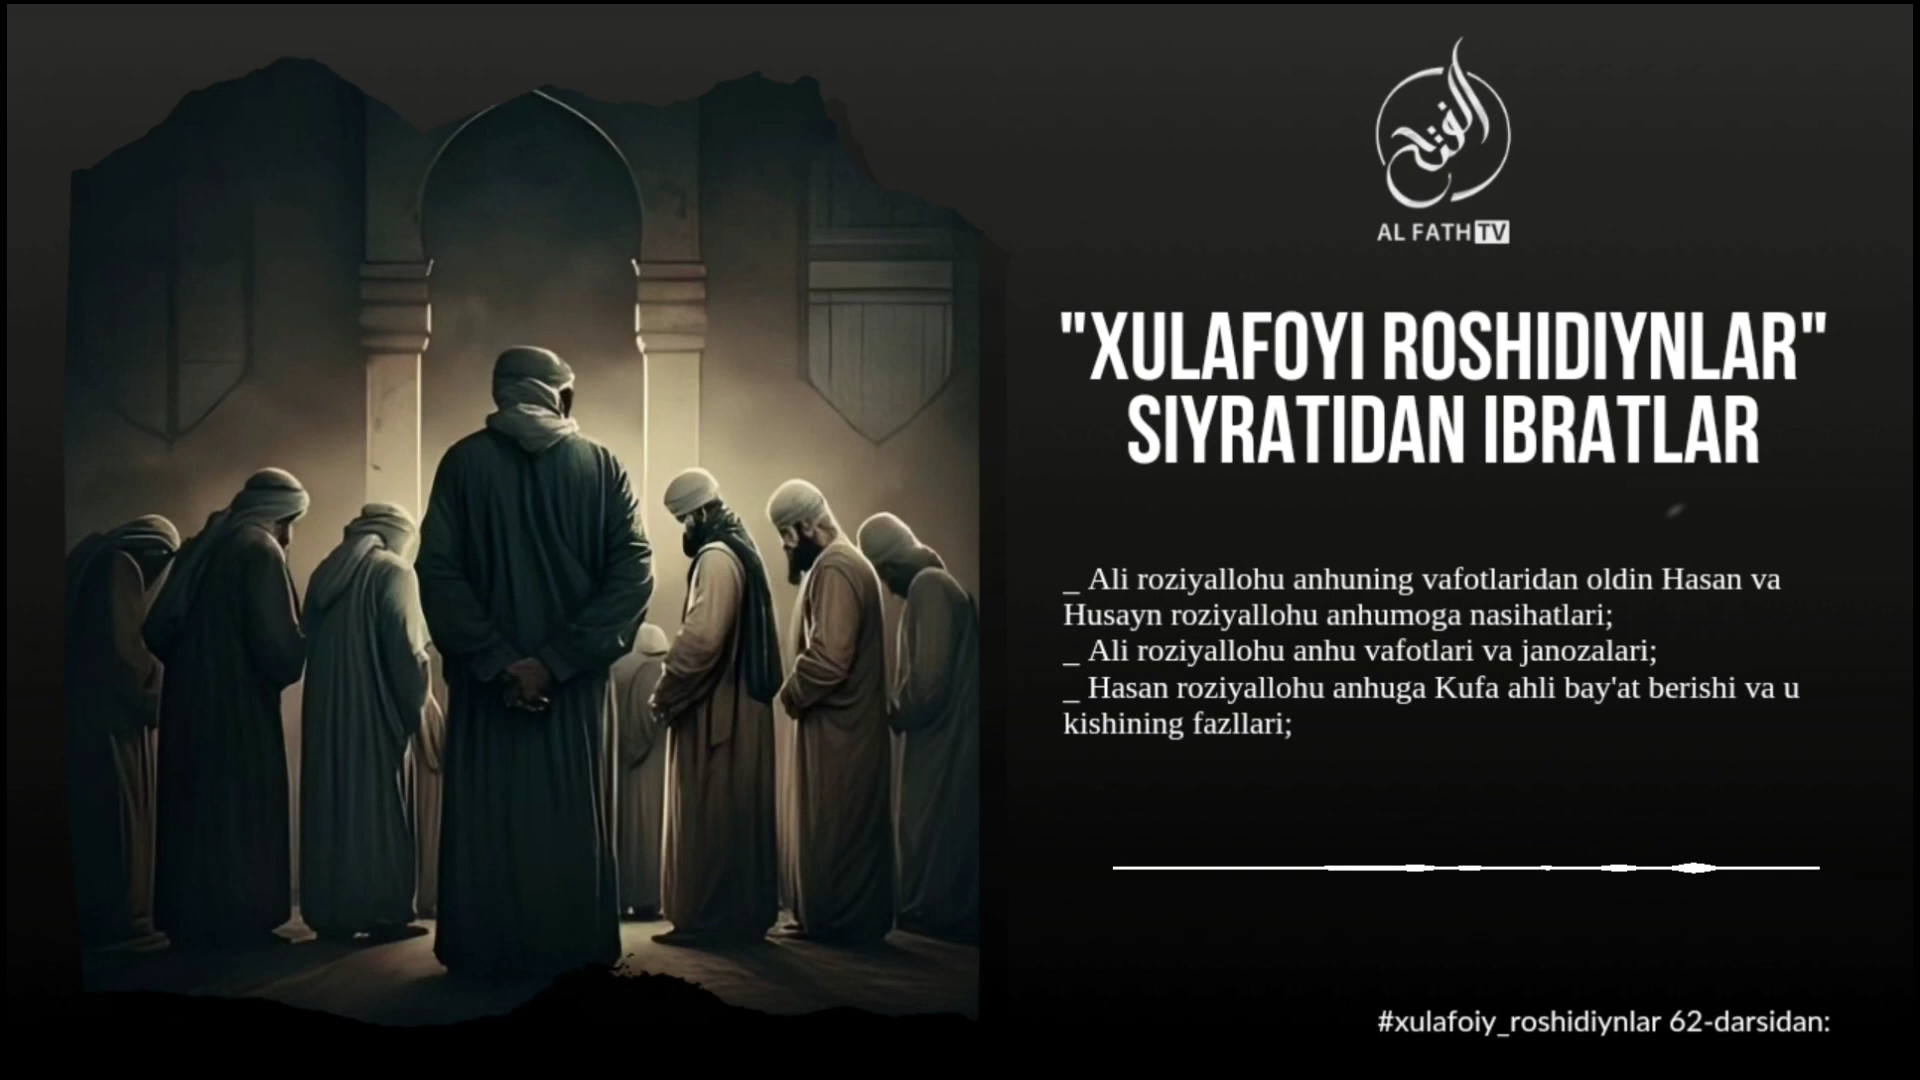 الفتح
AL FATH TV
"XULAFOYI ROSHIDIYNLAR"
SIYRATIDAN IBRATLAR
_ Ali roziyallohu anhuning vafotlaridan oldin Hasan va
Husayn roziyallohu anhumoga nasihatlari;
_ Ali roziyallohu anhu vafotlari va janozalari;
_ Hasan roziyallohu anhuga Kufa ahli bay'at berishi va u
kishining fazllari;
#xulafoiy_roshidiynlar 62-darsidan: